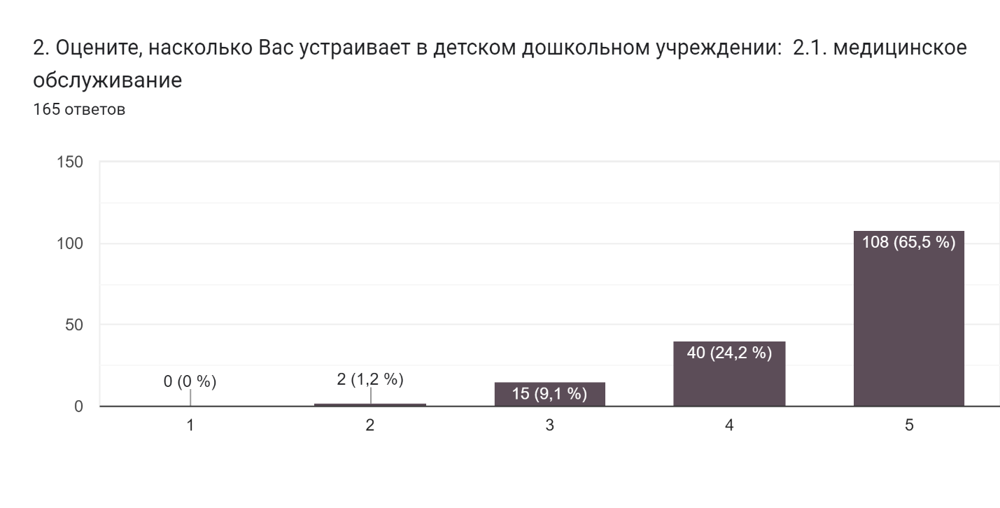 2. Оцените, насколько Вас устраивает в детском дошкольном учреждении:  2.1. медицинское
обслуживание
165 ответов
150
100
50
0
0 (0 %)
2 (1,2 %)
15 (9,1 %)
40 (24,2 %)
108 (65,5 %)
1
2
3
4
5